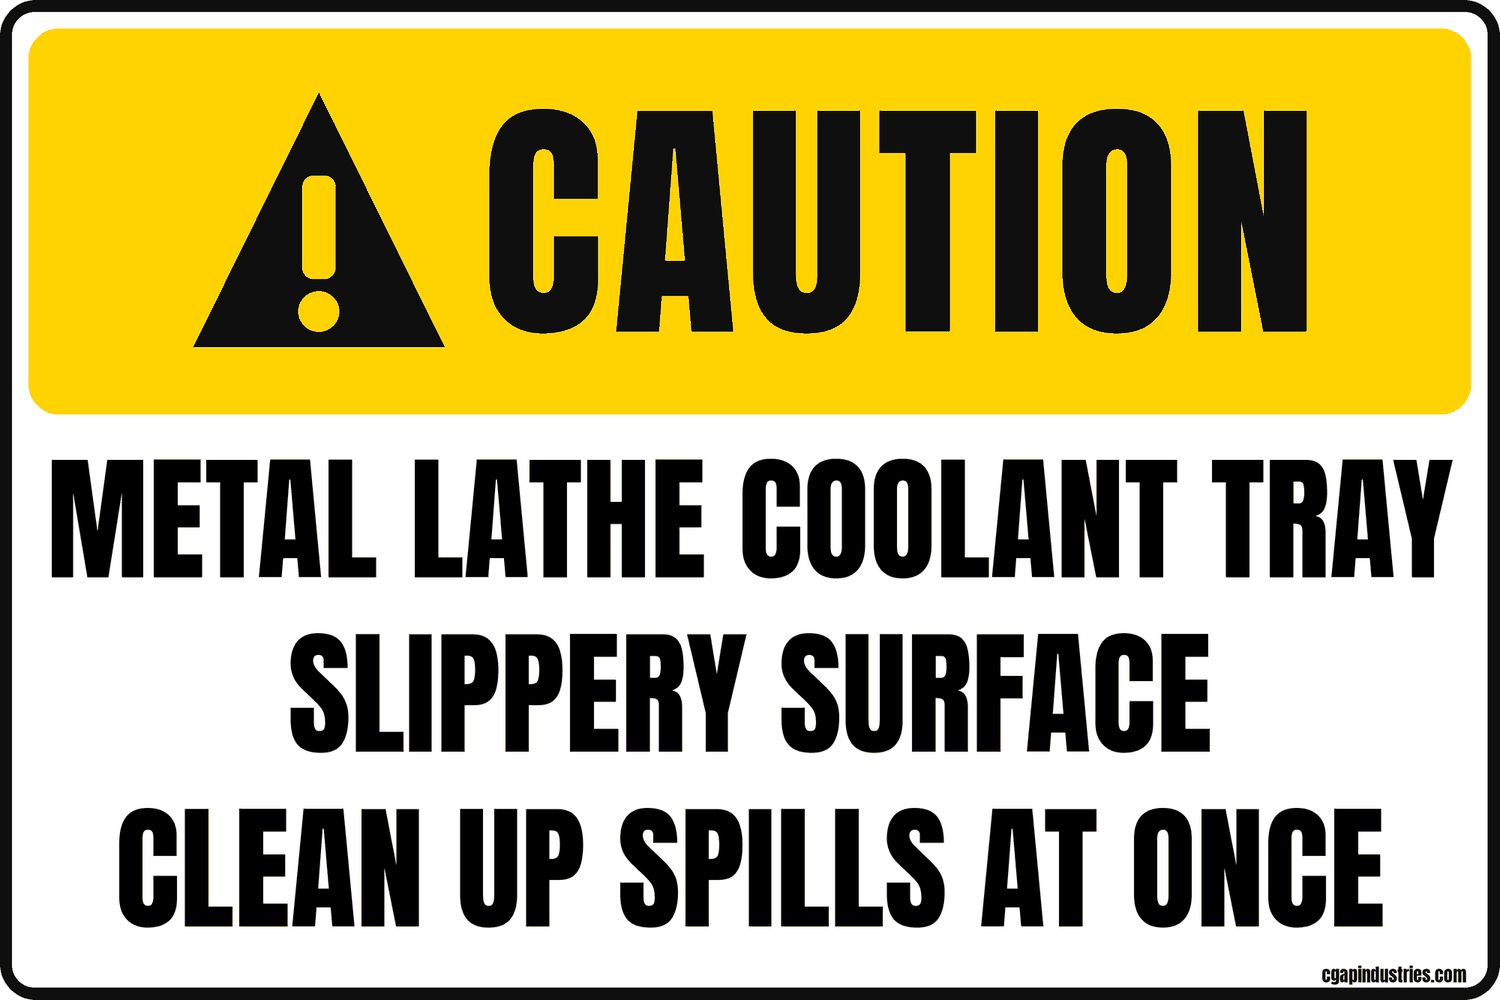 CAUTION
METAL LATHE COOLANT TRAY
SLIPPERY SURFACE
CLEAN UP SPILLS AT ONCE
cgapindustries.com